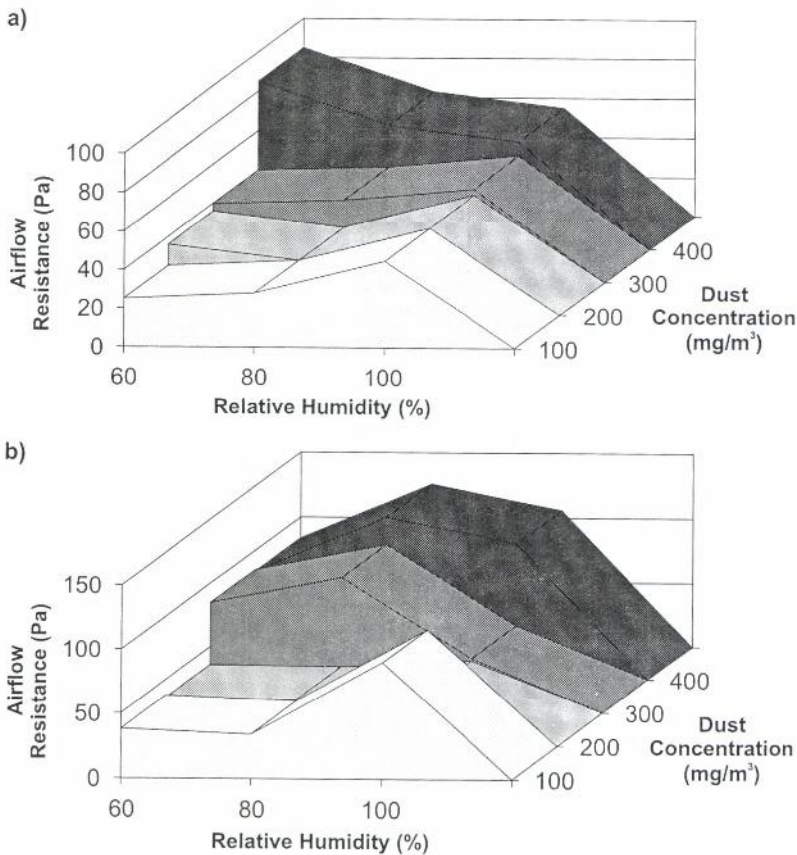 a)
100
80
60
40
20
0
Airflow
Resistance (Pa)
60
80
100
Relative Humidity (%)
100
200
300
400
Dust
Concentration
(mg/m³)
b)
150
100
50
0
Airflow
Resistance (Pa)
60
80
100
Relative Humidity (%)
100
200
300
400
Dust
Concentration
(mg/m³)